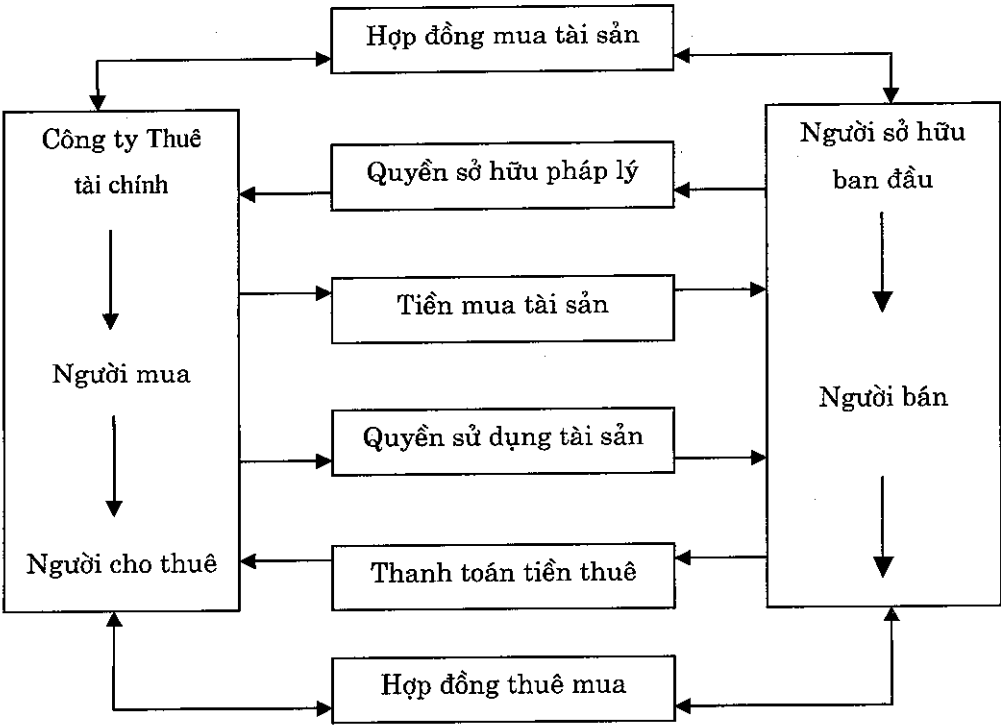 Hợp đồng mua tài sản
Công ty Thuê
tài chính
Người mua
Người cho thuê
Quyền sở hữu pháp lý
Tiền mua tài sản
Quyền sử dụng tài sản
Thanh toán tiền thuê
Người sở hữu
ban đầu
Người bán
Hợp đồng thuê mua